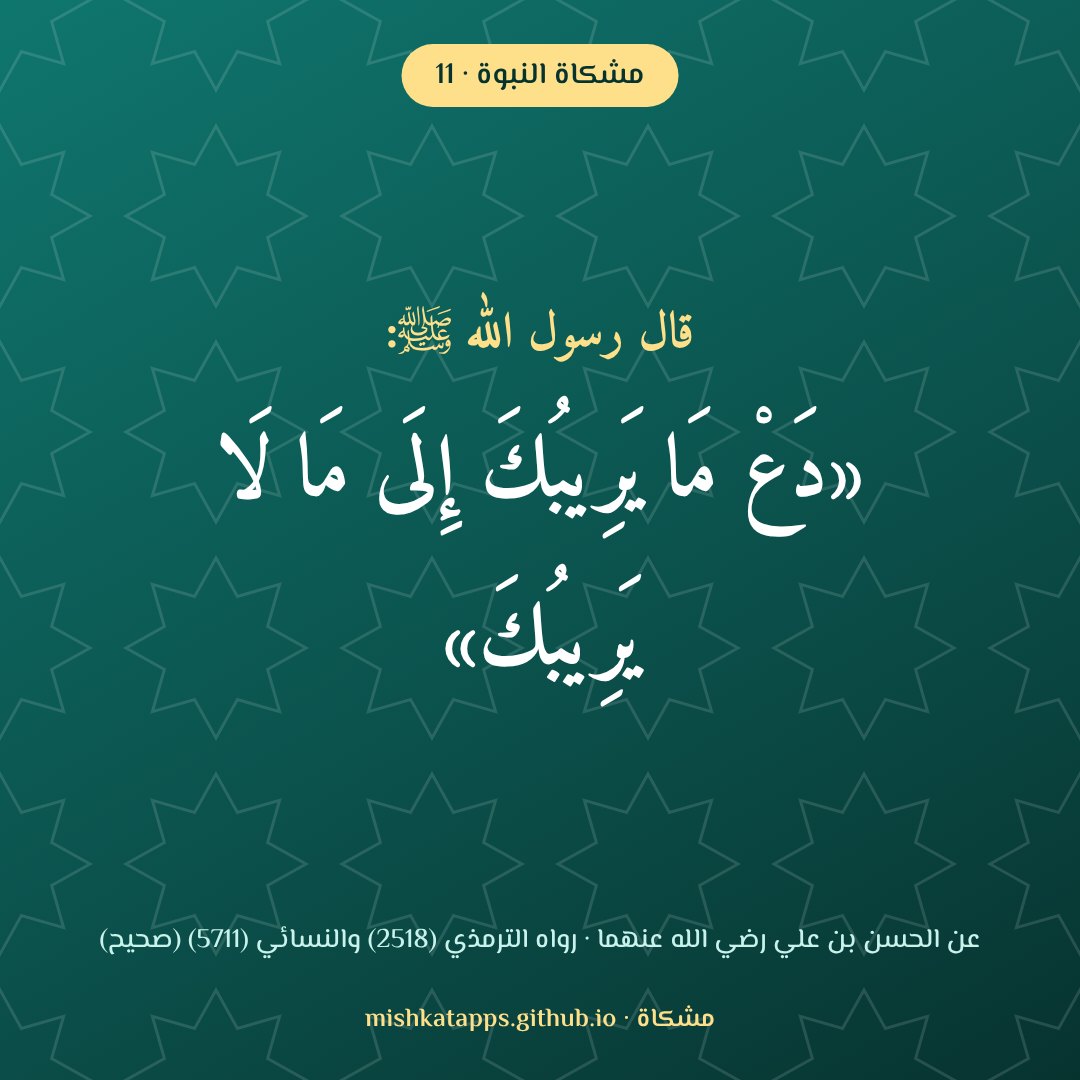 مشكاة النبوة · 11
قال رسول الله ﷺ:
«دَعْ مَا يَرِيبُكَ إِلَى مَا لَا
يَرِيبُكَ»
عن الحسن بن علي رضي الله عنهما · رواه الترمذي (2518) والنسائي (5711) (صحيح)
مشكاة · mishkatapps.github.io